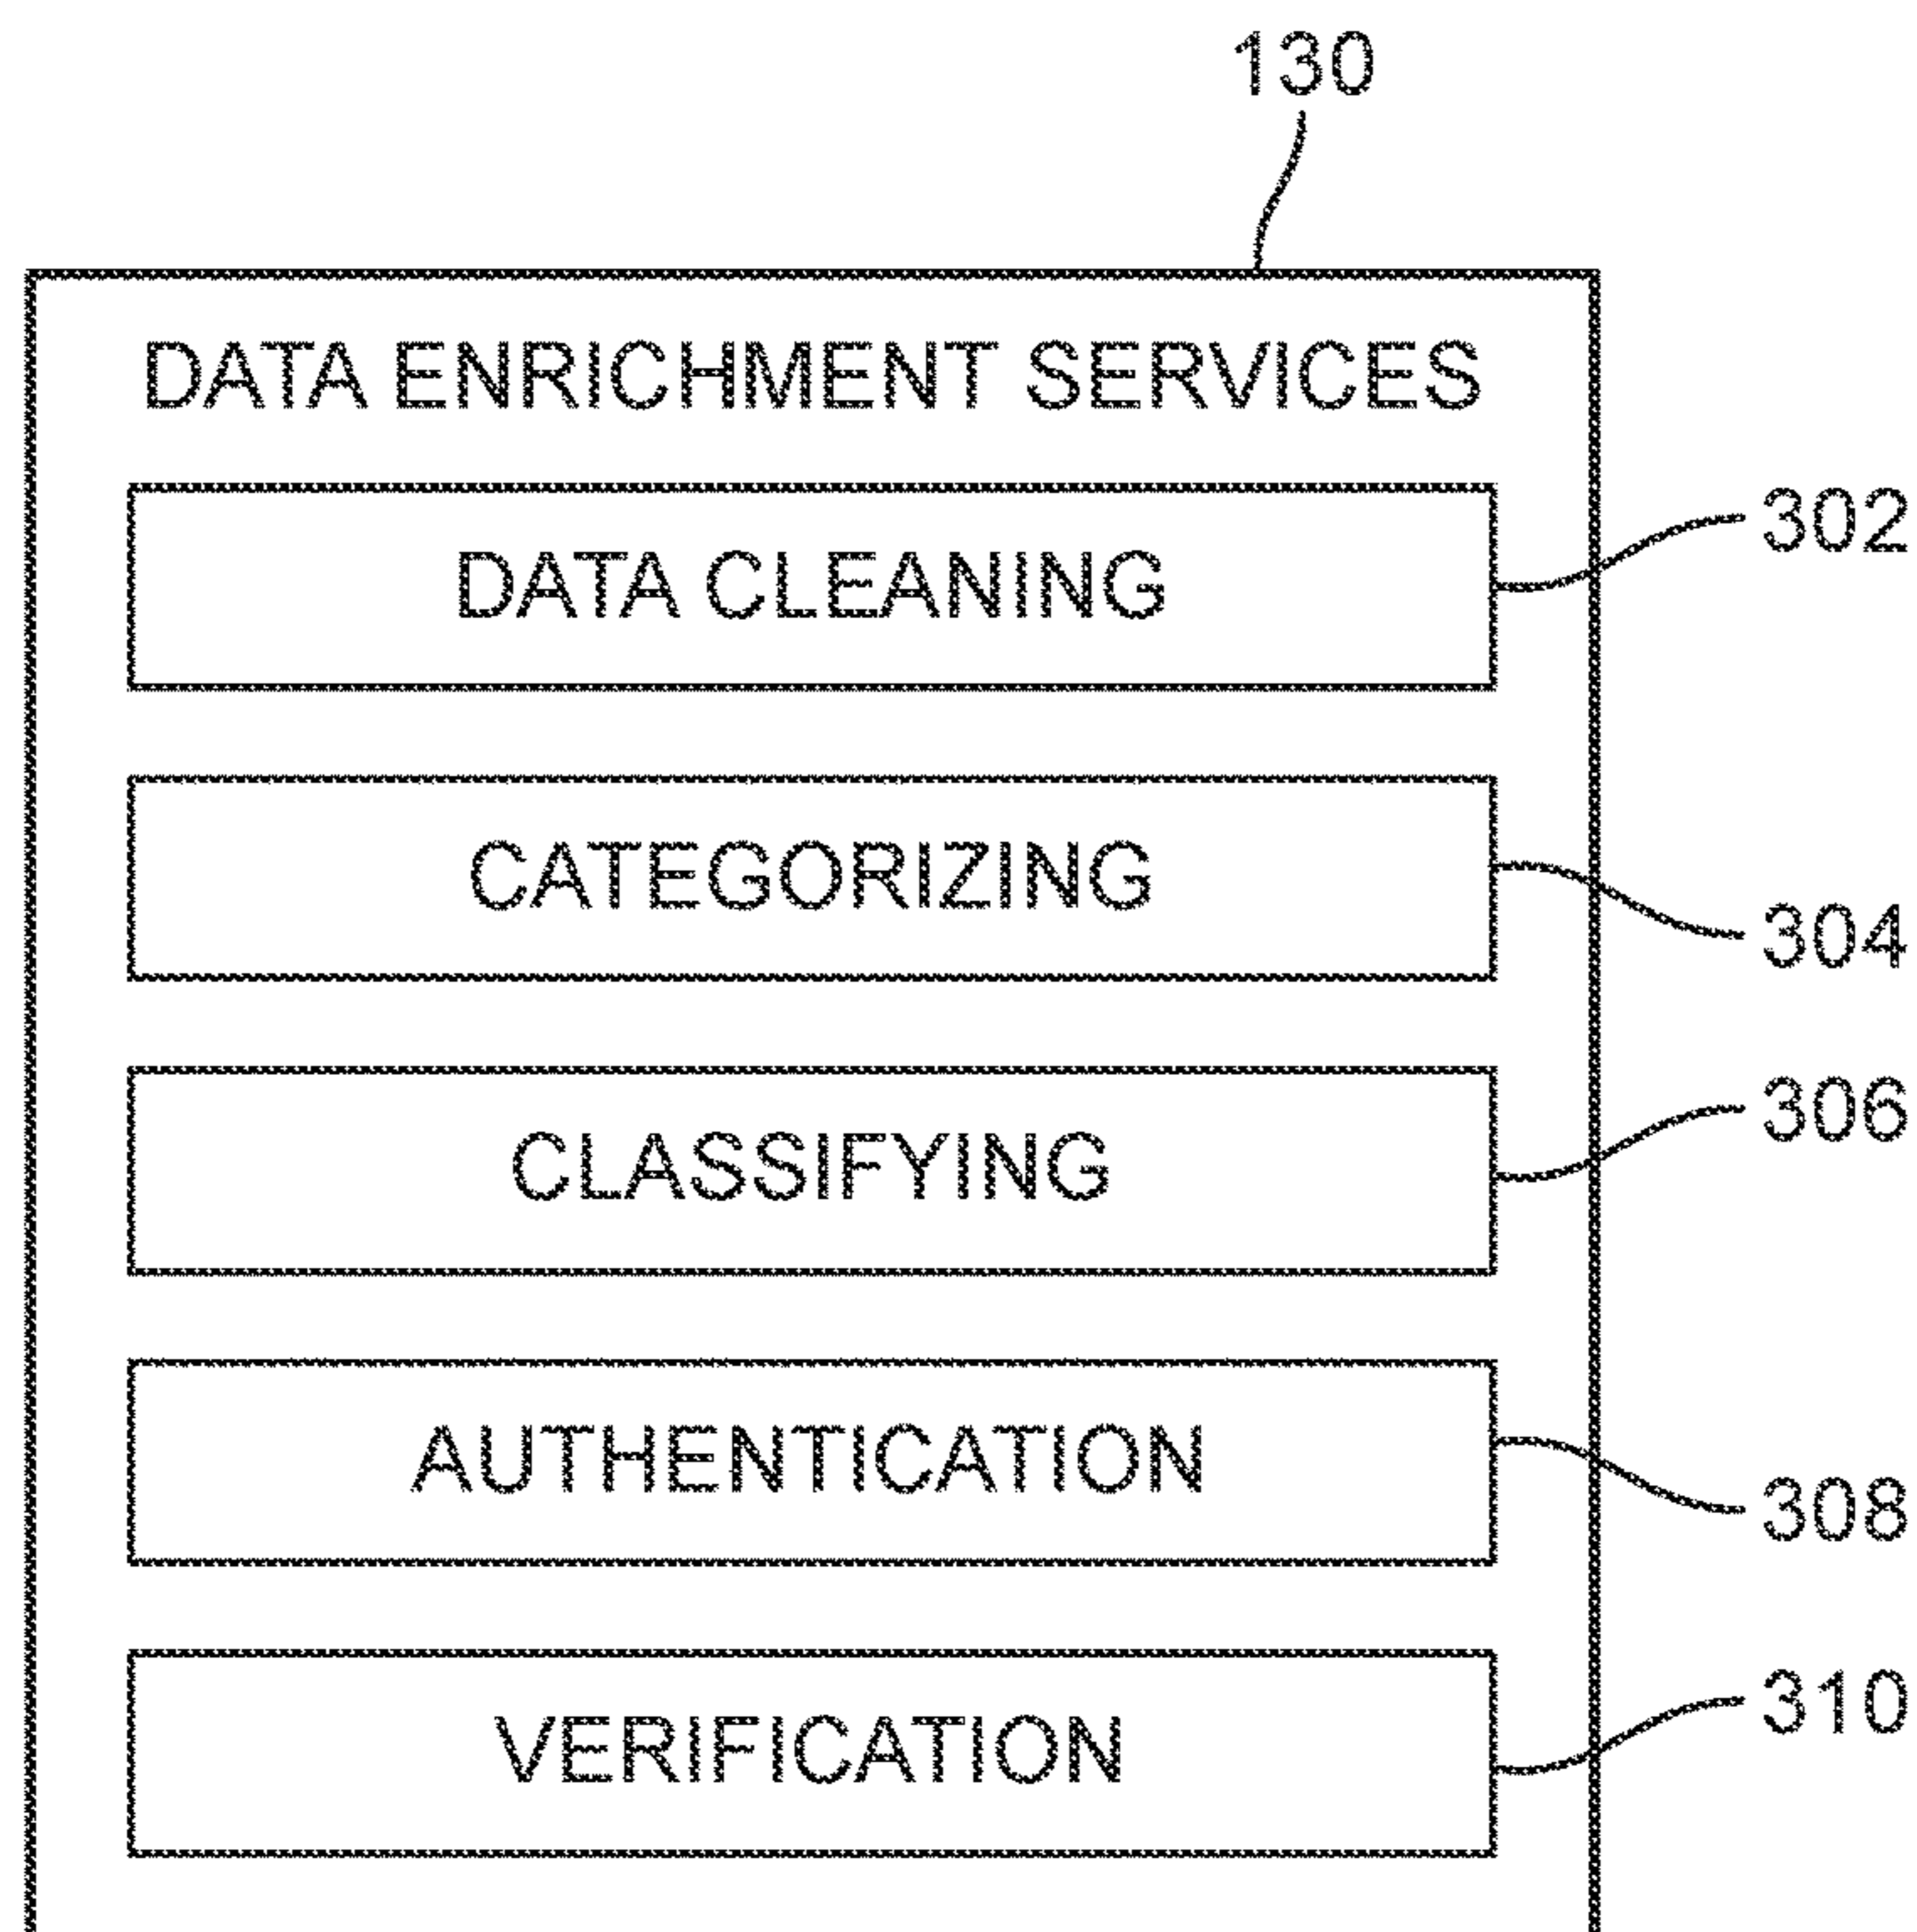 130
DATA ENRICHMENT SERVICES
DATA CLEANING
302
CATEGORIZING
304
CLASSIFYING
306
AUTHENTICATION
308
VERIFICATION
310